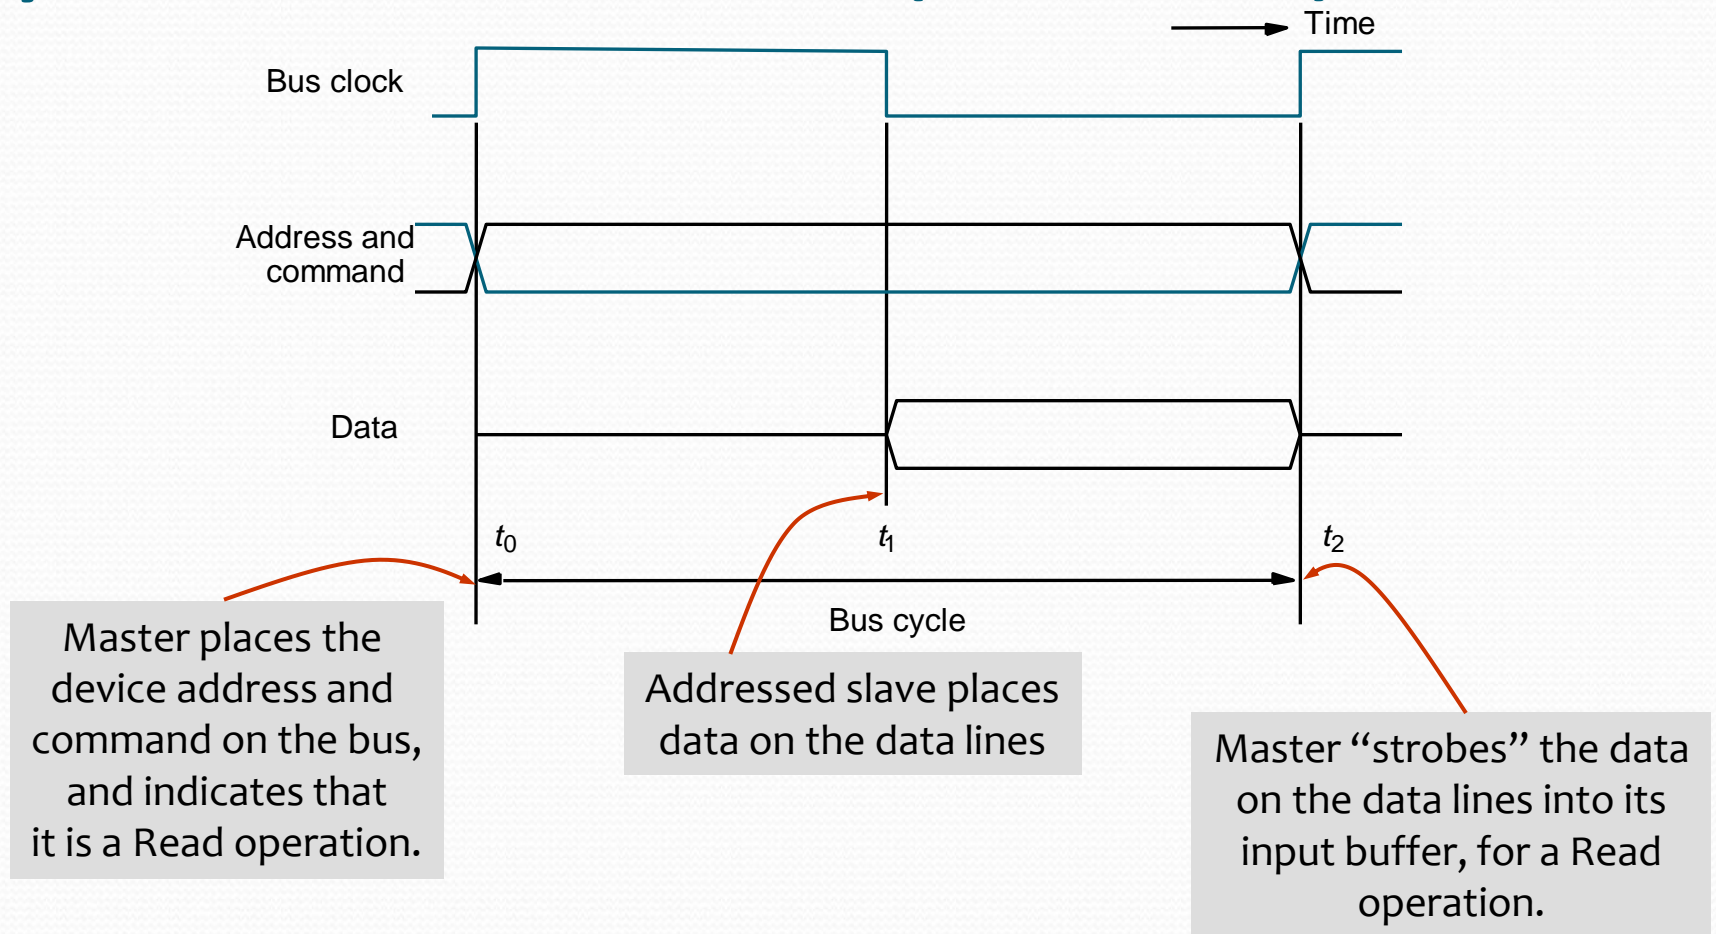 Time
Bus clock
Address and
command
Data
t0
t1
t2
Bus cycle
Master places the
device address and
command on the bus,
and indicates that
it is a Read operation.
Addressed slave places
data on the data lines
Master “strobes” the data
on the data lines into its
input buffer, for a Read
operation.